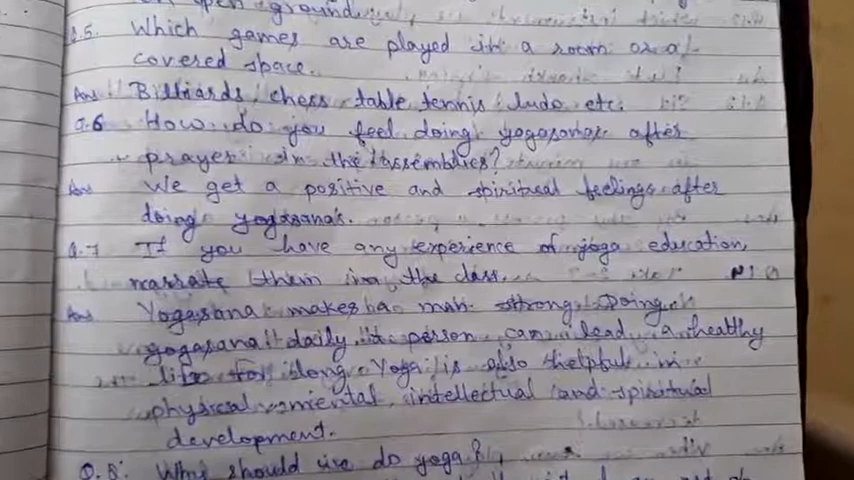 open ground.
Q.5. Which games are played in a room or a
covered space.
Ans Billiards, chess, table tennis, ludo etc.
Q.6 How do you feel doing yogasanas after
prayer in the assemblies?
Ans We get a positive and spiritual feelings after
doing yogasana's.
Q.7 If you have any experience of yoga education,
narrate them in the class.
Ans Yogasana makes a man strong. Doing
yogasana daily, a person can lead a healthy
life for long. Yoga is also helpful in
physical, mental, intellectual and spiritual
development.
Q.8. Why should we do yoga?